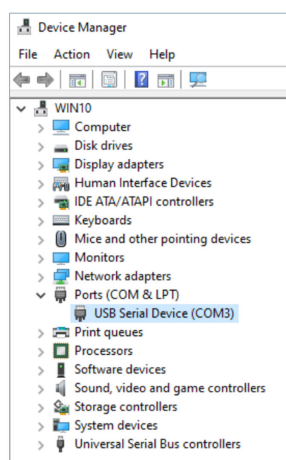 Device Manager
File Action View Help
WIN10
Computer
Disk drives
Display adapters
Human Interface Devices
IDE ATA/ATAPI controllers
Keyboards
Mice and other pointing devices
Monitors
Network adapters
Ports (COM & LPT)
USB Serial Device (COM3)
Print queues
Processors
Software devices
Sound, video and game controllers
Storage controllers
System devices
Universal Serial Bus controllers